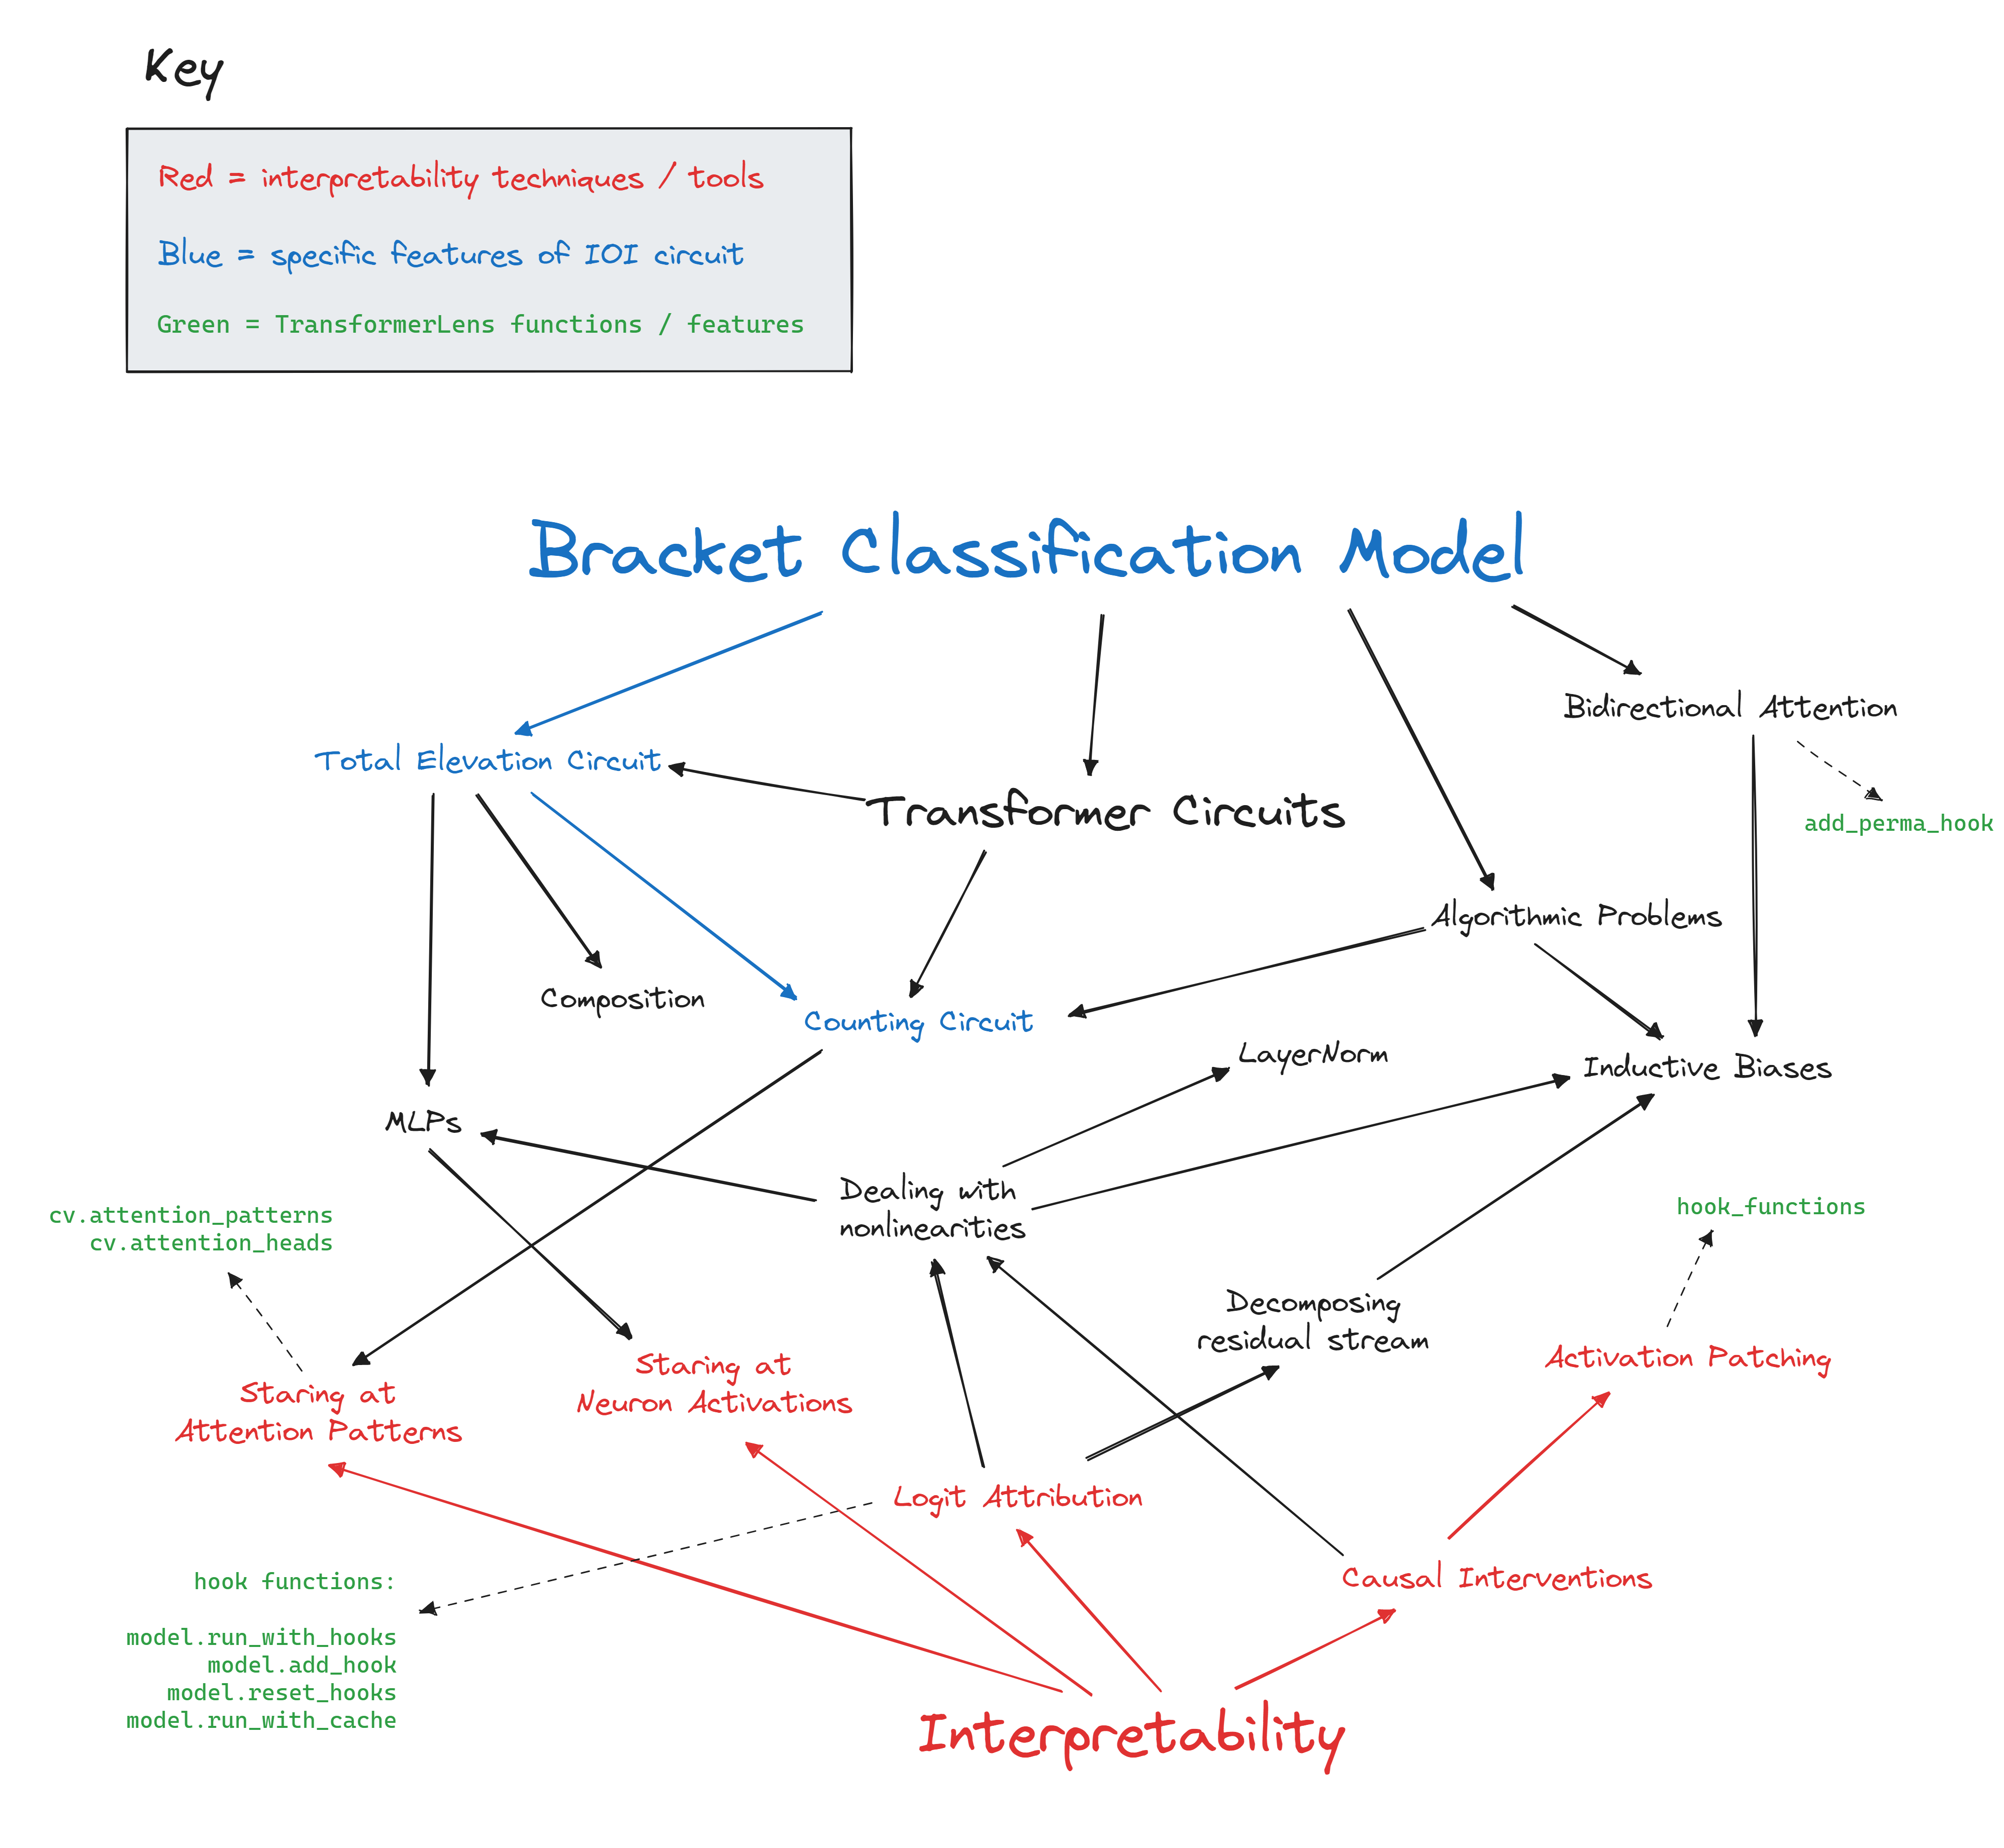 Key
Red = interpretability techniques / tools
Blue = specific features of IOI circuit
Green = TransformerLens functions / features
Bracket Classification Model
Bidirectional Attention
Total Elevation Circuit
Transformer Circuits
add_perma_hook
Algorithmic Problems
Composition
Counting Circuit
LayerNorm
Inductive Biases
MLPs
Dealing with
nonlinearities
cv.attention_patterns
cv.attention_heads
hook_functions
Decomposing
residual stream
Activation Patching
Staring at
Neuron Activations
Staring at
Attention Patterns
Logit Attribution
Causal Interventions
hook functions:
model.run_with_hooks
model.add_hook
model.reset_hooks
model.run_with_cache
Interpretability